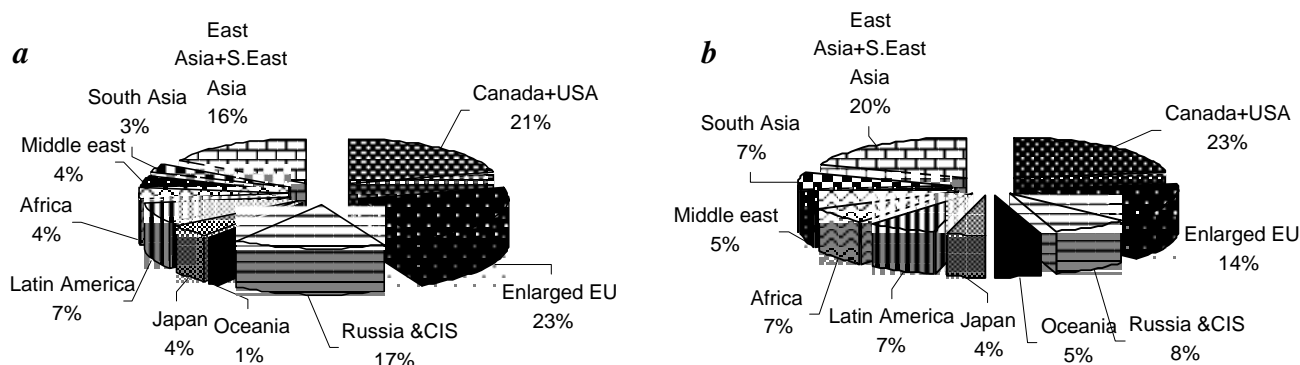 a
East
Asia+S.East
Asia
16%
Canada+USA
21%
South Asia
3%
Middle east
4%
Africa
4%
Latin America
7%
Japan
4%
Oceania
1%
Russia &CIS
17%
Enlarged EU
23%
b
East
Asia+S.East
Asia
20%
Canada+USA
23%
South Asia
7%
Middle east
5%
Africa
7%
Latin America
7%
Japan
4%
Oceania
5%
Russia &CIS
8%
Enlarged EU
14%